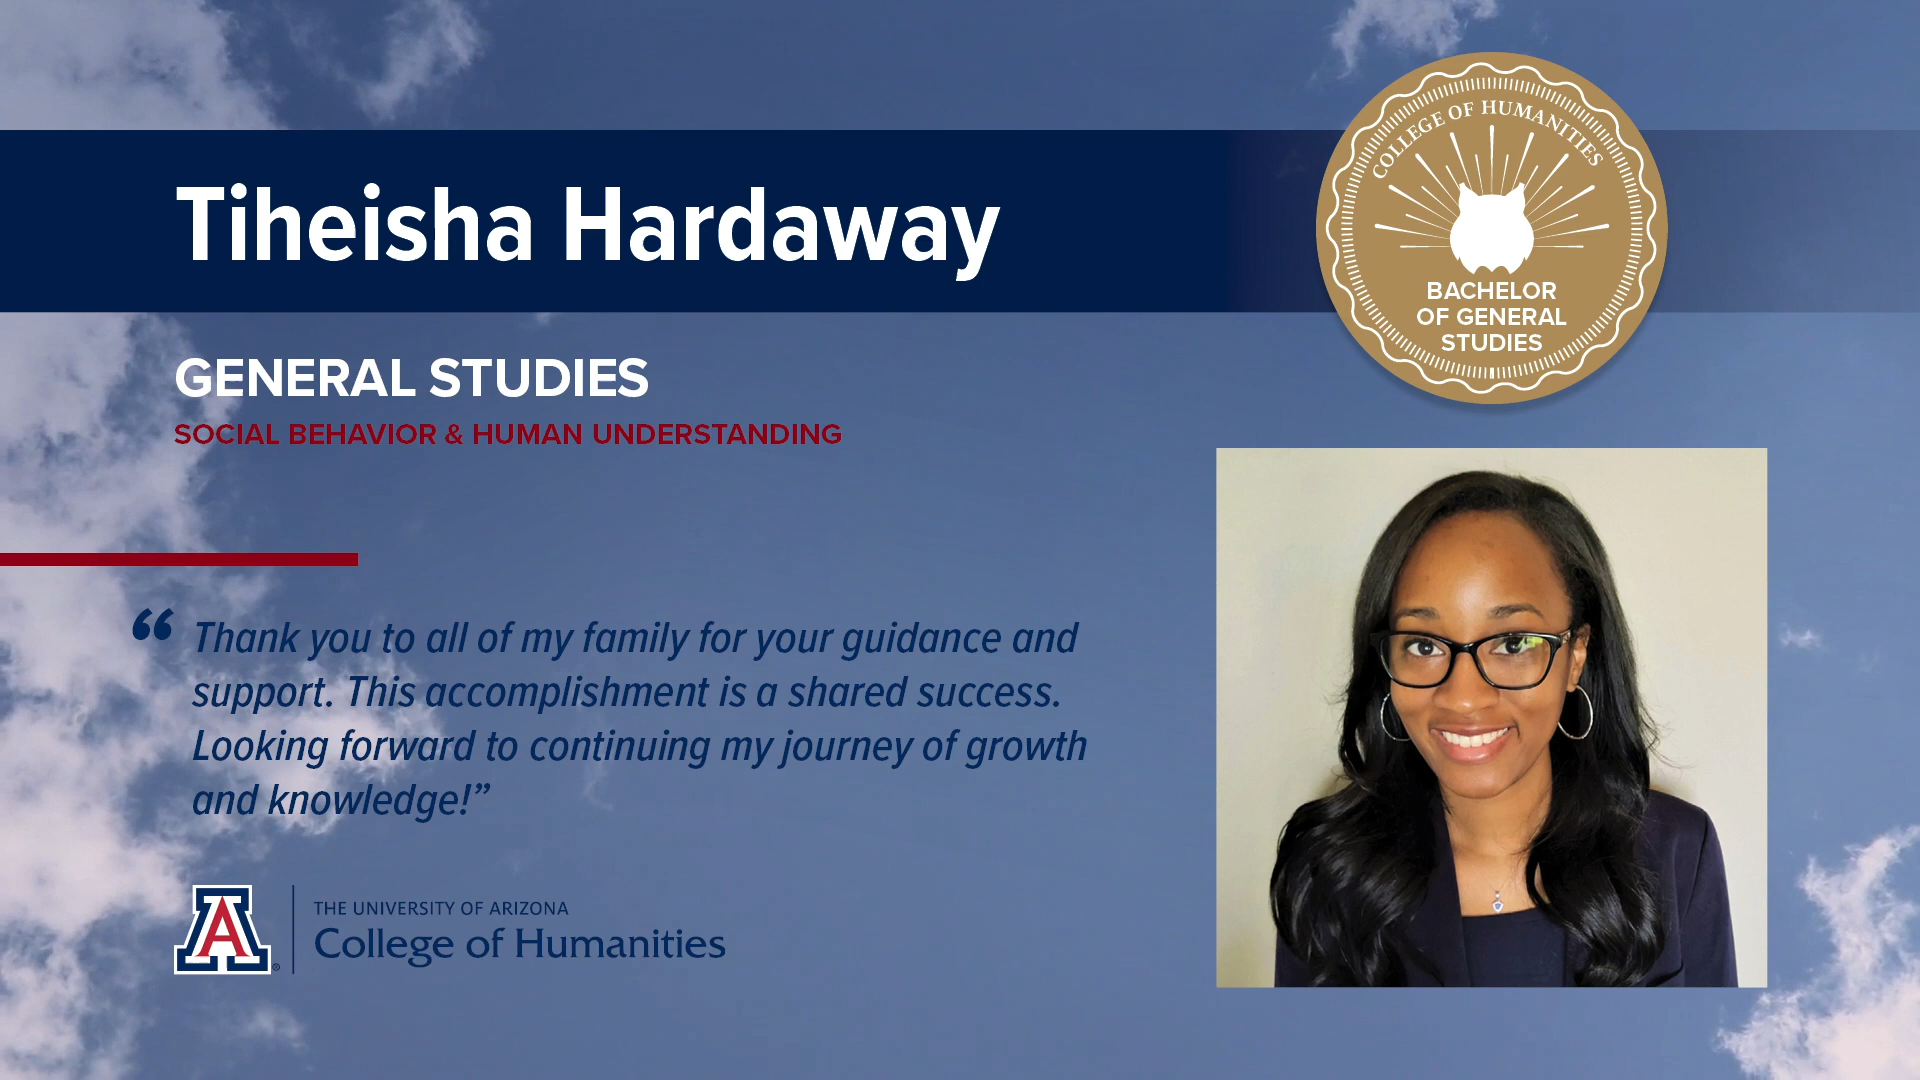 Tiheisha Hardaway
COLLEGE OF HUMANITIES
BACHELOR
OF GENERAL
STUDIES
GENERAL STUDIES
SOCIAL BEHAVIOR & HUMAN UNDERSTANDING
“ Thank you to all of my family for your guidance and
support. This accomplishment is a shared success.
Looking forward to continuing my journey of growth
and knowledge!”
A
THE UNIVERSITY OF ARIZONA
College of Humanities